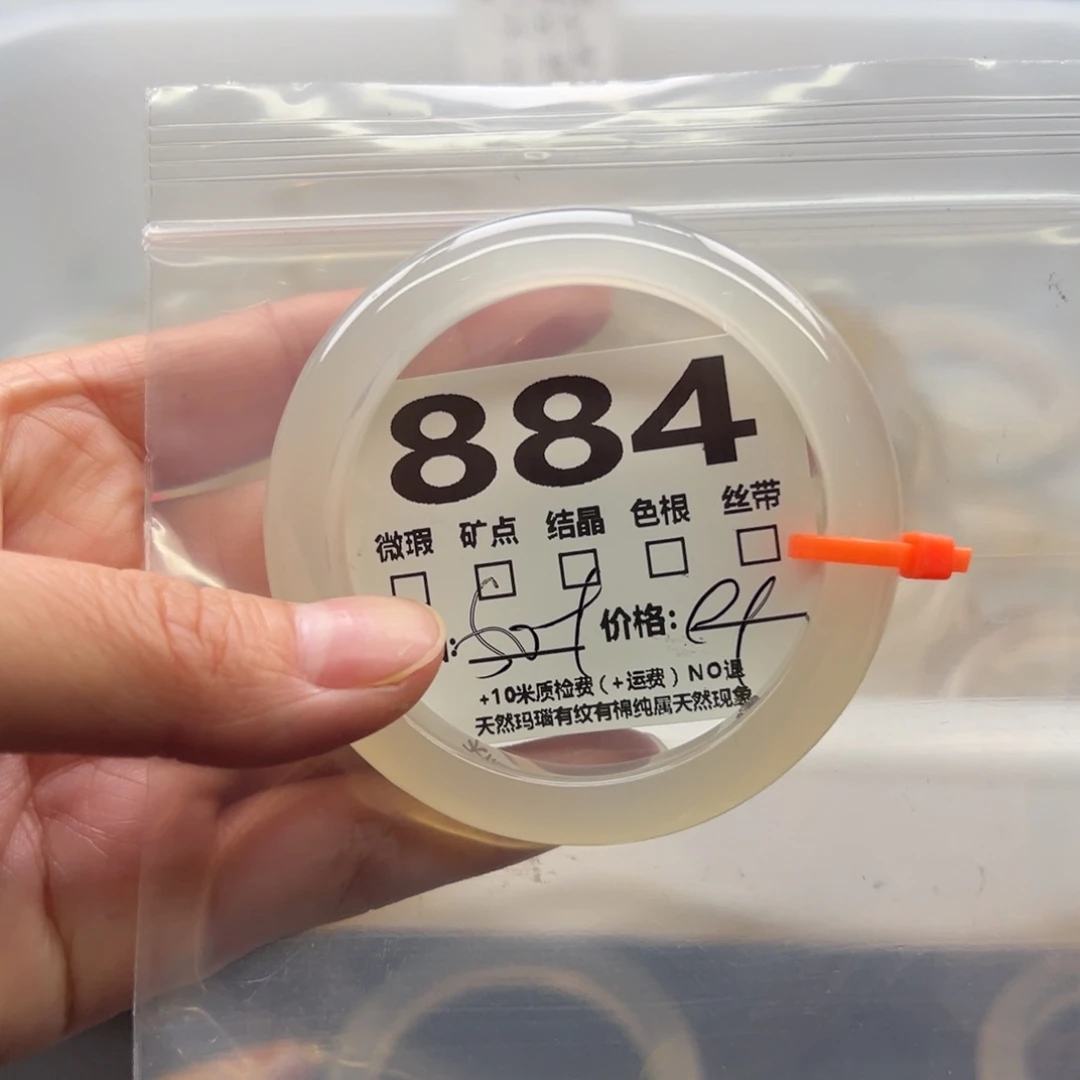 884
微瑕 矿点 结晶 色根 丝带
价格:
+10米质检费(+运费)NO退
天然玛瑙有纹有棉纯属天然现象